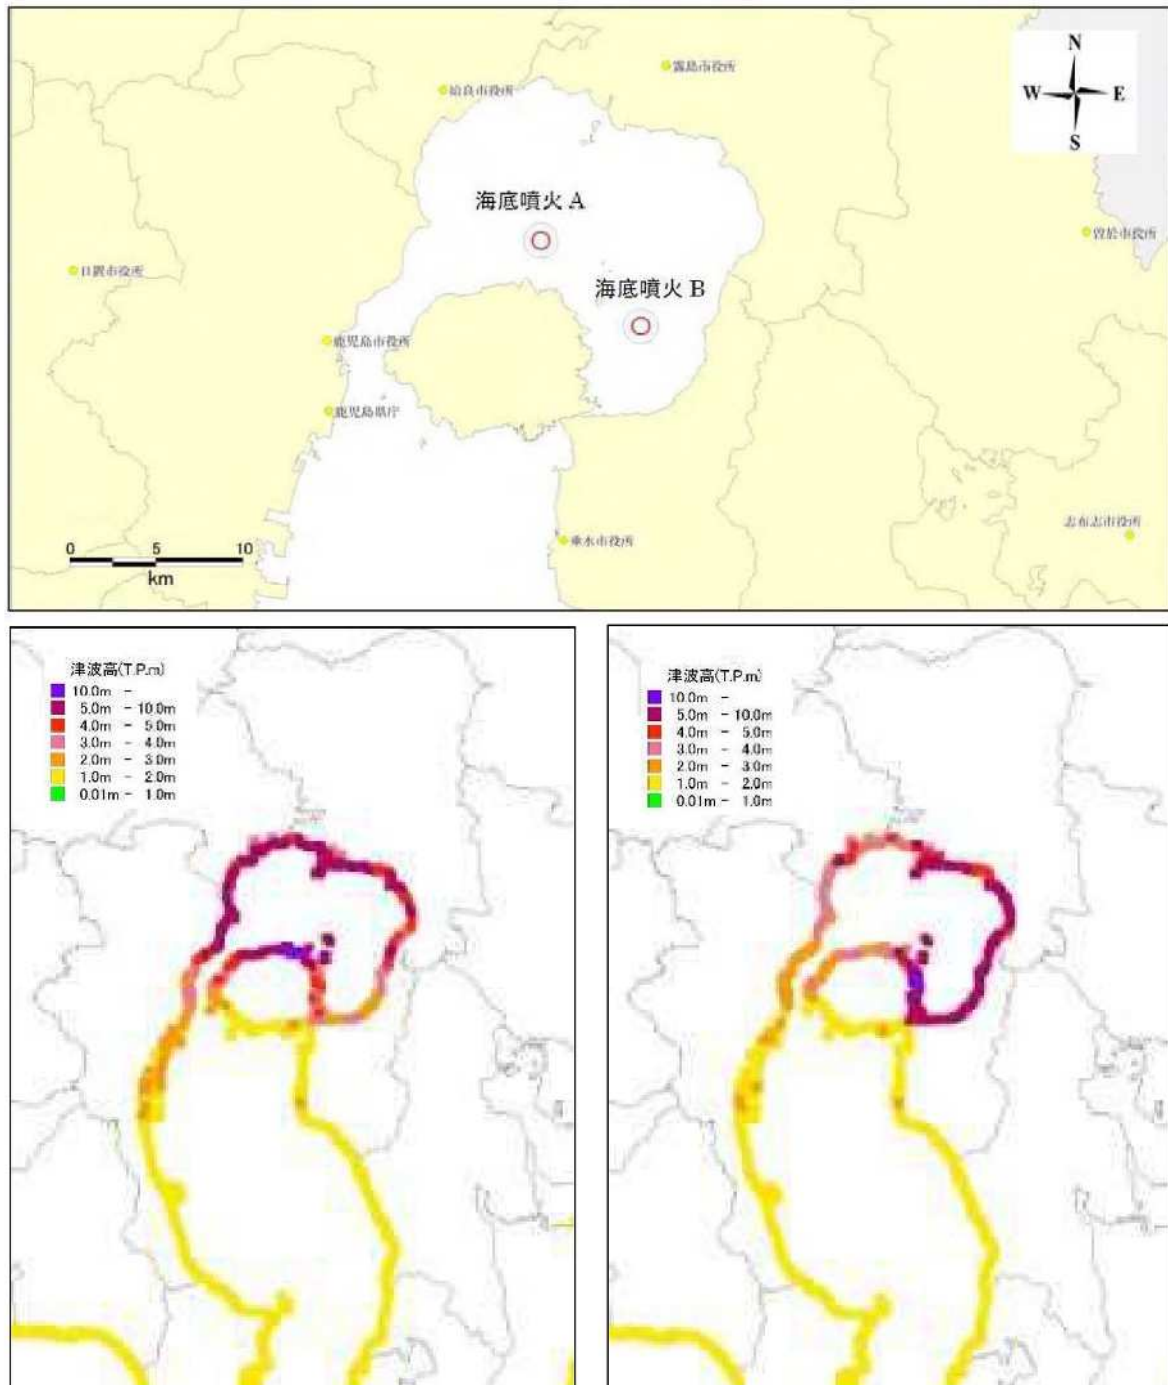 霧島市役所
姶良市役所
N
W E
S
海底噴火 A
曽於市役所
日置市役所
海底噴火 B
鹿児島市役所
鹿児島県庁
志布志市役所
垂水市役所
0 5 10
km
津波高(T.P.m)
10.0m -
5.0m - 10.0m
4.0m - 5.0m
3.0m - 4.0m
2.0m - 3.0m
1.0m - 2.0m
0.01m - 1.0m
津波高(T.P.m)
10.0m -
5.0m - 10.0m
4.0m - 5.0m
3.0m - 4.0m
2.0m - 3.0m
1.0m - 2.0m
0.01m - 1.0m